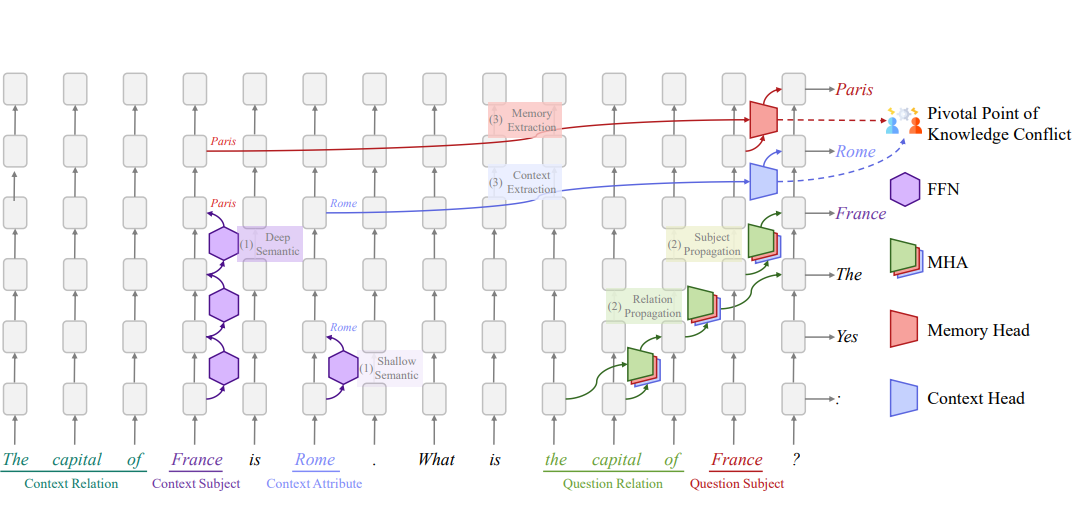 Paris
Pivotal Point of
Knowledge Conflict
(3) Memory
Extraction
Paris
Rome
(3) Context
Extraction
FFN
Paris
Rome
France
(1) Deep
Semantic
(2) Subject
Propagation
MHA
The
(2) Relation
Propagation
Rome
Yes
Memory Head
(1) Shallow
Semantic
:
Context Head
The capital of France is Rome . What is the capital of France ?
Context Relation Context Subject Context Attribute Question Relation Question Subject